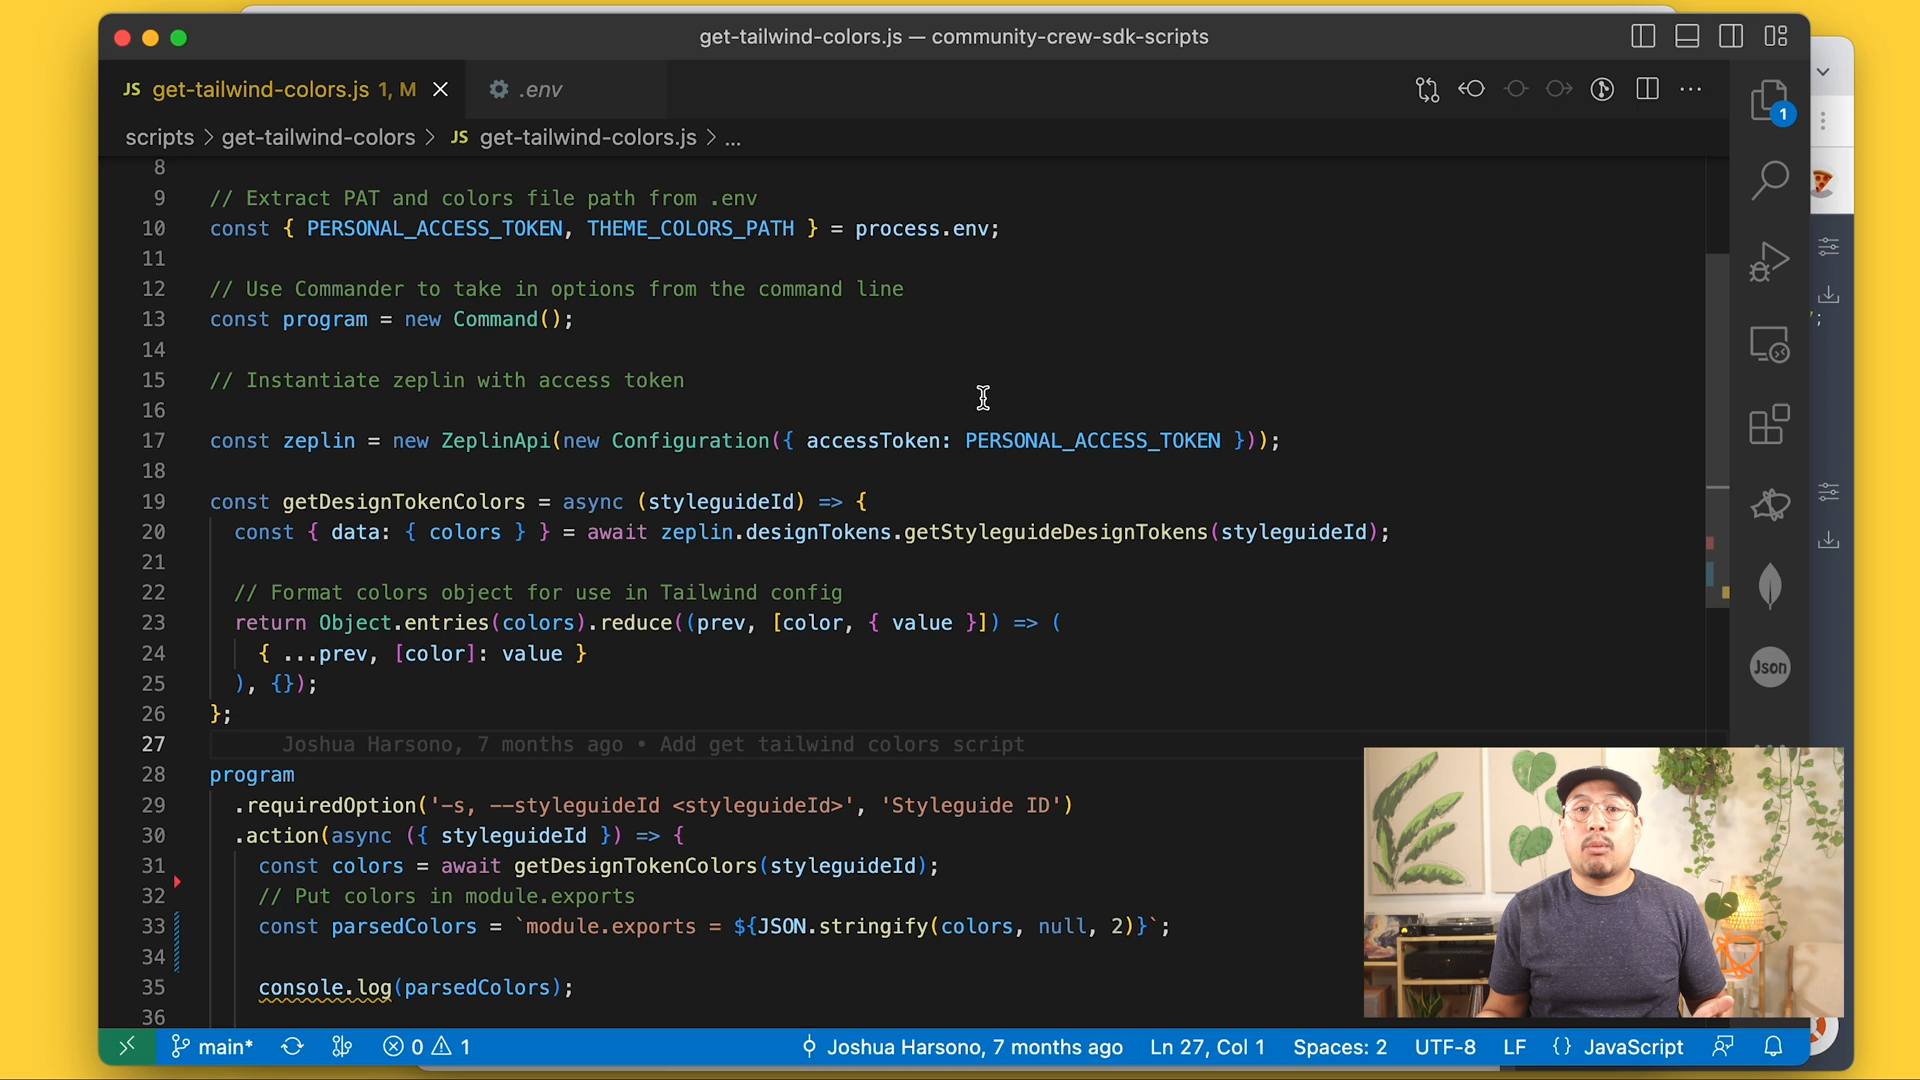 get-tailwind-colors.js — community-crew-sdk-scripts
JS get-tailwind-colors.js 1, M
.env
scripts > get-tailwind-colors > JS get-tailwind-colors.js > ...
1
8
9 // Extract PAT and colors file path from .env
10 const { PERSONAL_ACCESS_TOKEN, THEME_COLORS_PATH } = process.env;
11
12 // Use Commander to take in options from the command line
13 const program = new Command();
14
15 // Instantiate zeplin with access token
16
17 const zeplin = new ZeplinApi(new Configuration({ accessToken: PERSONAL_ACCESS_TOKEN }));
18
19 const getDesignTokenColors = async (styleguideId) => {
20 const { data: { colors } } = await zeplin.designTokens.getStyleguideDesignTokens(styleguideId);
21
22 // Format colors object for use in Tailwind config
23 return Object.entries(colors).reduce((prev, [color, { value }]) => (
24 { ...prev, [color]: value }
25 ), {});
26 };
27 Joshua Harsono, 7 months ago • Add get tailwind colors script
28 program
29 .requiredOption('-s, --styleguideId <styleguideId>', 'Styleguide ID')
30 .action(async ({ styleguideId }) => {
31 const colors = await getDesignTokenColors(styleguideId);
32 // Put colors in module.exports
33 const parsedColors = `module.exports = ${JSON.stringify(colors, null, 2)}`;
34
35 console.log(parsedColors);
36
Json
main* 0 1 Joshua Harsono, 7 months ago Ln 27, Col 1 Spaces: 2 UTF-8 LF {} JavaScript